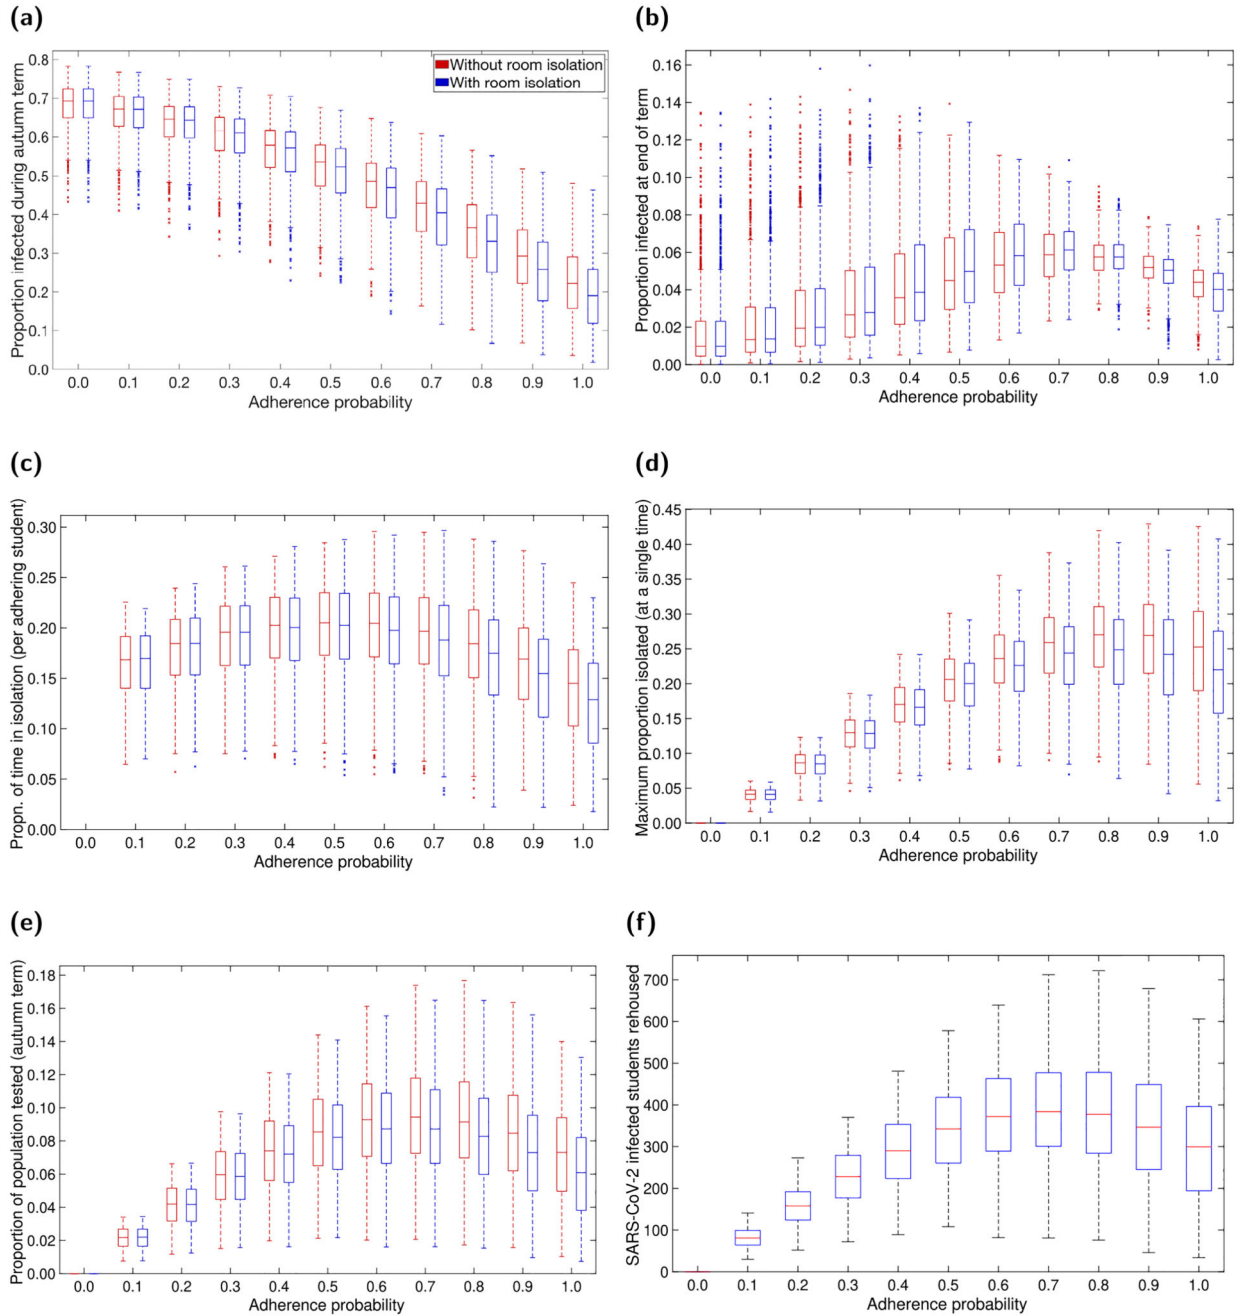 (a)
Proportion infected during autumn term
0.8
0.7
0.6
0.5
0.4
0.3
0.2
0.1
0.0
Without room isolation
With room isolation
0.0 0.1 0.2 0.3 0.4 0.5 0.6 0.7 0.8 0.9 1.0
Adherence probability
(b)
Proportion infected at end of term
0.16
0.14
0.12
0.10
0.08
0.06
0.04
0.02
0.00
0.0 0.1 0.2 0.3 0.4 0.5 0.6 0.7 0.8 0.9 1.0
Adherence probability
(c)
Propn. of time in isolation (per adhering student)
0.30
0.25
0.20
0.15
0.10
0.05
0.00
0.0 0.1 0.2 0.3 0.4 0.5 0.6 0.7 0.8 0.9 1.0
Adherence probability
(d)
Maximum proportion isolated (at a single time)
0.45
0.40
0.35
0.30
0.25
0.20
0.15
0.10
0.05
0.00
0.0 0.1 0.2 0.3 0.4 0.5 0.6 0.7 0.8 0.9 1.0
Adherence probability
(e)
Proportion of population tested (autumn term)
0.18
0.16
0.14
0.12
0.10
0.08
0.06
0.04
0.02
0.00
0.0 0.1 0.2 0.3 0.4 0.5 0.6 0.7 0.8 0.9 1.0
Adherence probability
(f)
SARS-CoV-2 infected students rehoused
700
600
500
400
300
200
100
0
0.0 0.1 0.2 0.3 0.4 0.5 0.6 0.7 0.8 0.9 1.0
Adherence probability